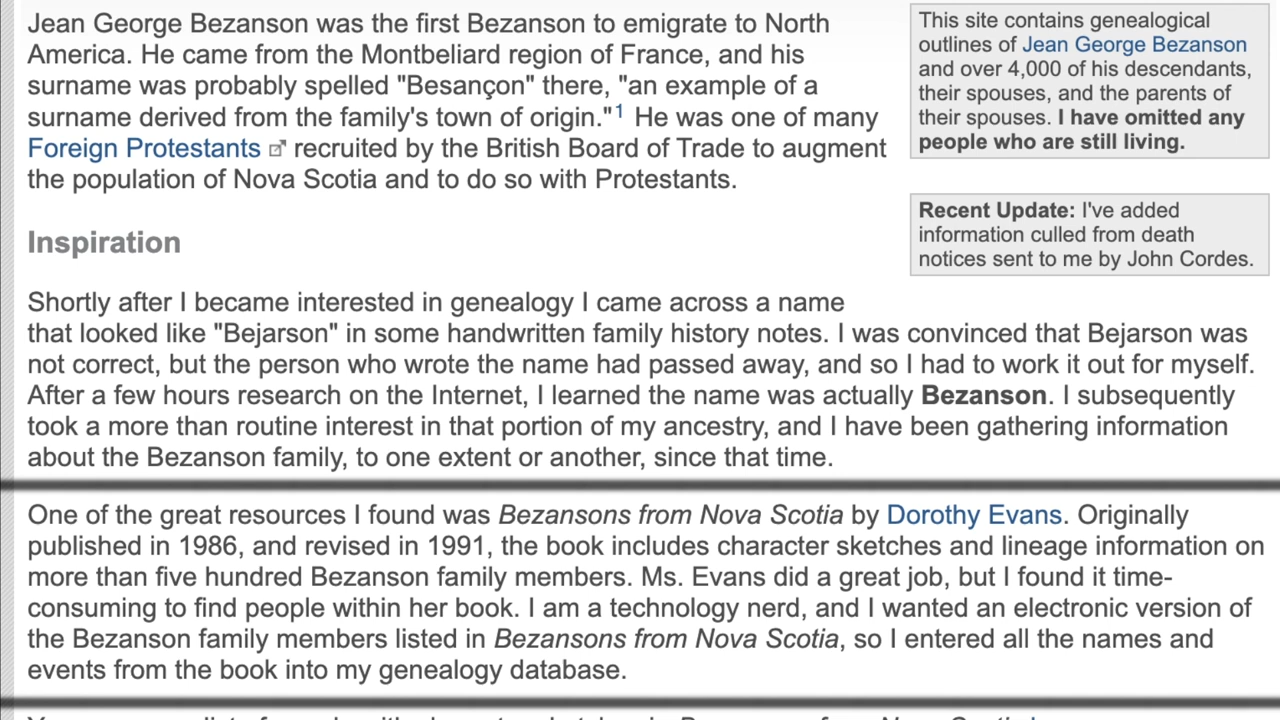 Jean George Bezanson was the first Bezanson to emigrate to North
America. He came from the Montbeliard region of France, and his
surname was probably spelled "Besançon" there, "an example of a
surname derived from the family's town of origin."1 He was one of many
Foreign Protestants recruited by the British Board of Trade to augment
the population of Nova Scotia and to do so with Protestants.
This site contains genealogical
outlines of Jean George Bezanson
and over 4,000 of his descendants,
their spouses, and the parents of
their spouses. I have omitted any
people who are still living.
Recent Update: I've added
information culled from death
notices sent to me by John Cordes.
Inspiration
Shortly after I became interested in genealogy I came across a name
that looked like "Bejarson" in some handwritten family history notes. I was convinced that Bejarson was
not correct, but the person who wrote the name had passed away, and so I had to work it out for myself.
After a few hours research on the Internet, I learned the name was actually Bezanson. I subsequently
took a more than routine interest in that portion of my ancestry, and I have been gathering information
about the Bezanson family, to one extent or another, since that time.
One of the great resources I found was Bezansons from Nova Scotia by Dorothy Evans. Originally
published in 1986, and revised in 1991, the book includes character sketches and lineage information on
more than five hundred Bezanson family members. Ms. Evans did a great job, but I found it time-
consuming to find people within her book. I am a technology nerd, and I wanted an electronic version of
the Bezanson family members listed in Bezansons from Nova Scotia, so I entered all the names and
events from the book into my genealogy database.